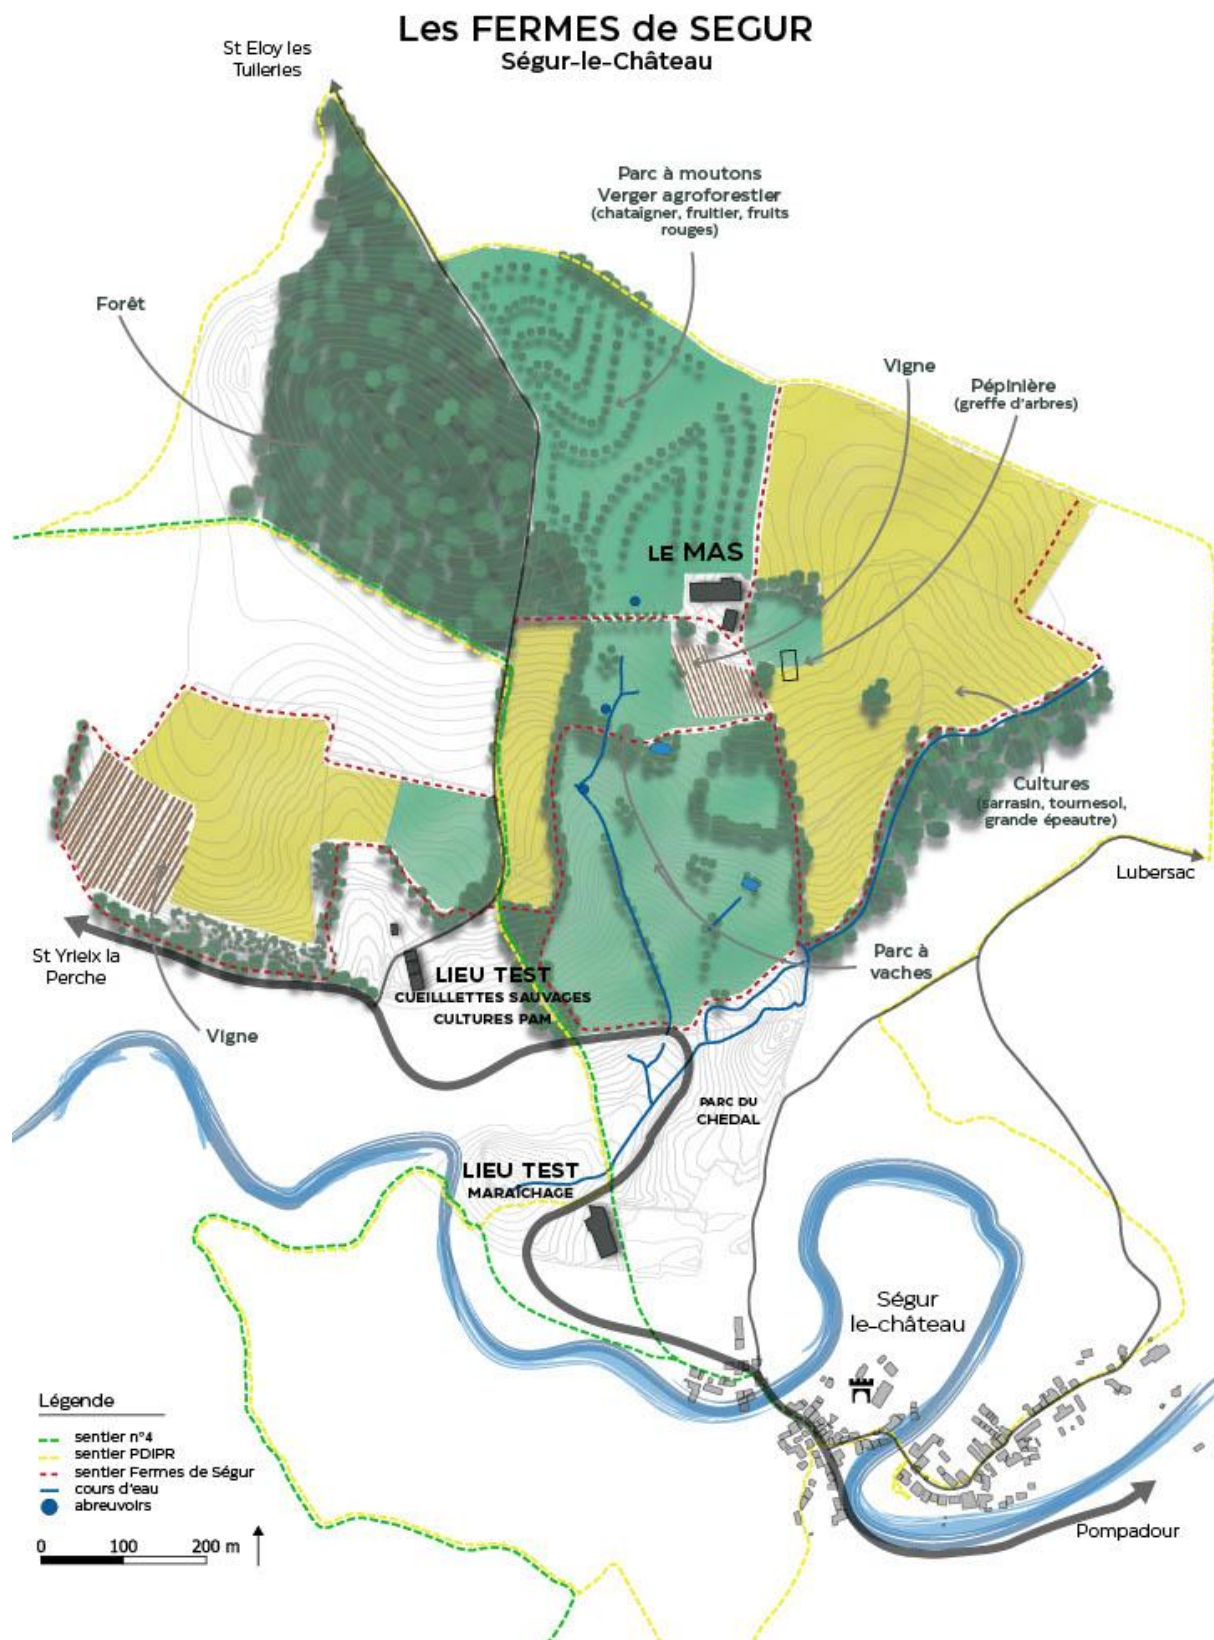 Les FERMES de SEGUR
Ségur-le-Château
St Eloy les
Tuileries
Parc à moutons
Verger agroforestier
(chataîgner, fruitier, fruits
rouges)
Forêt
Vigne
Pépinière
(greffe d'arbres)
LE MAS
Cultures
(sarrasin, tournesol,
grande épeautre)
Lubersac
St Yrieix la
Perche
LIEU TEST
CUEILLLETTES SAUVAGES
CULTURES PAM
Parc à
vaches
Vigne
PARC DU
CHEDAL
LIEU TEST
MARAÎCHAGE
Ségur
le-château
Légende
sentier n°4
sentier PDIPR
sentier Fermes de Ségur
cours d'eau
abreuvoirs
0 100 200 m
Pompadour